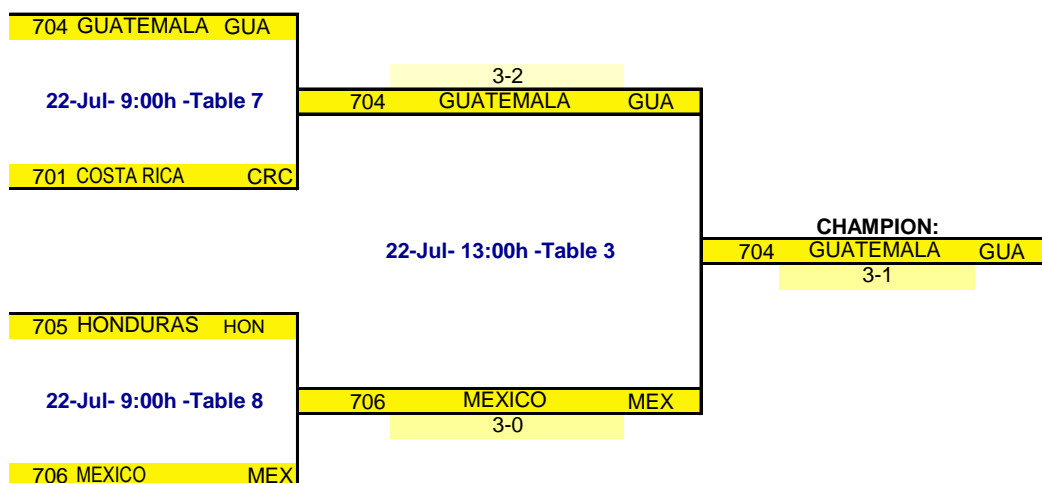 704 GUATEMALA GUA
3-2
22-Jul- 9:00h -Table 7
704 GUATEMALA GUA
701 COSTA RICA CRC
CHAMPION:
22-Jul- 13:00h -Table 3
704 GUATEMALA GUA
3-1
705 HONDURAS HON
22-Jul- 9:00h -Table 8
706 MEXICO MEX
3-0
706 MEXICO MEX